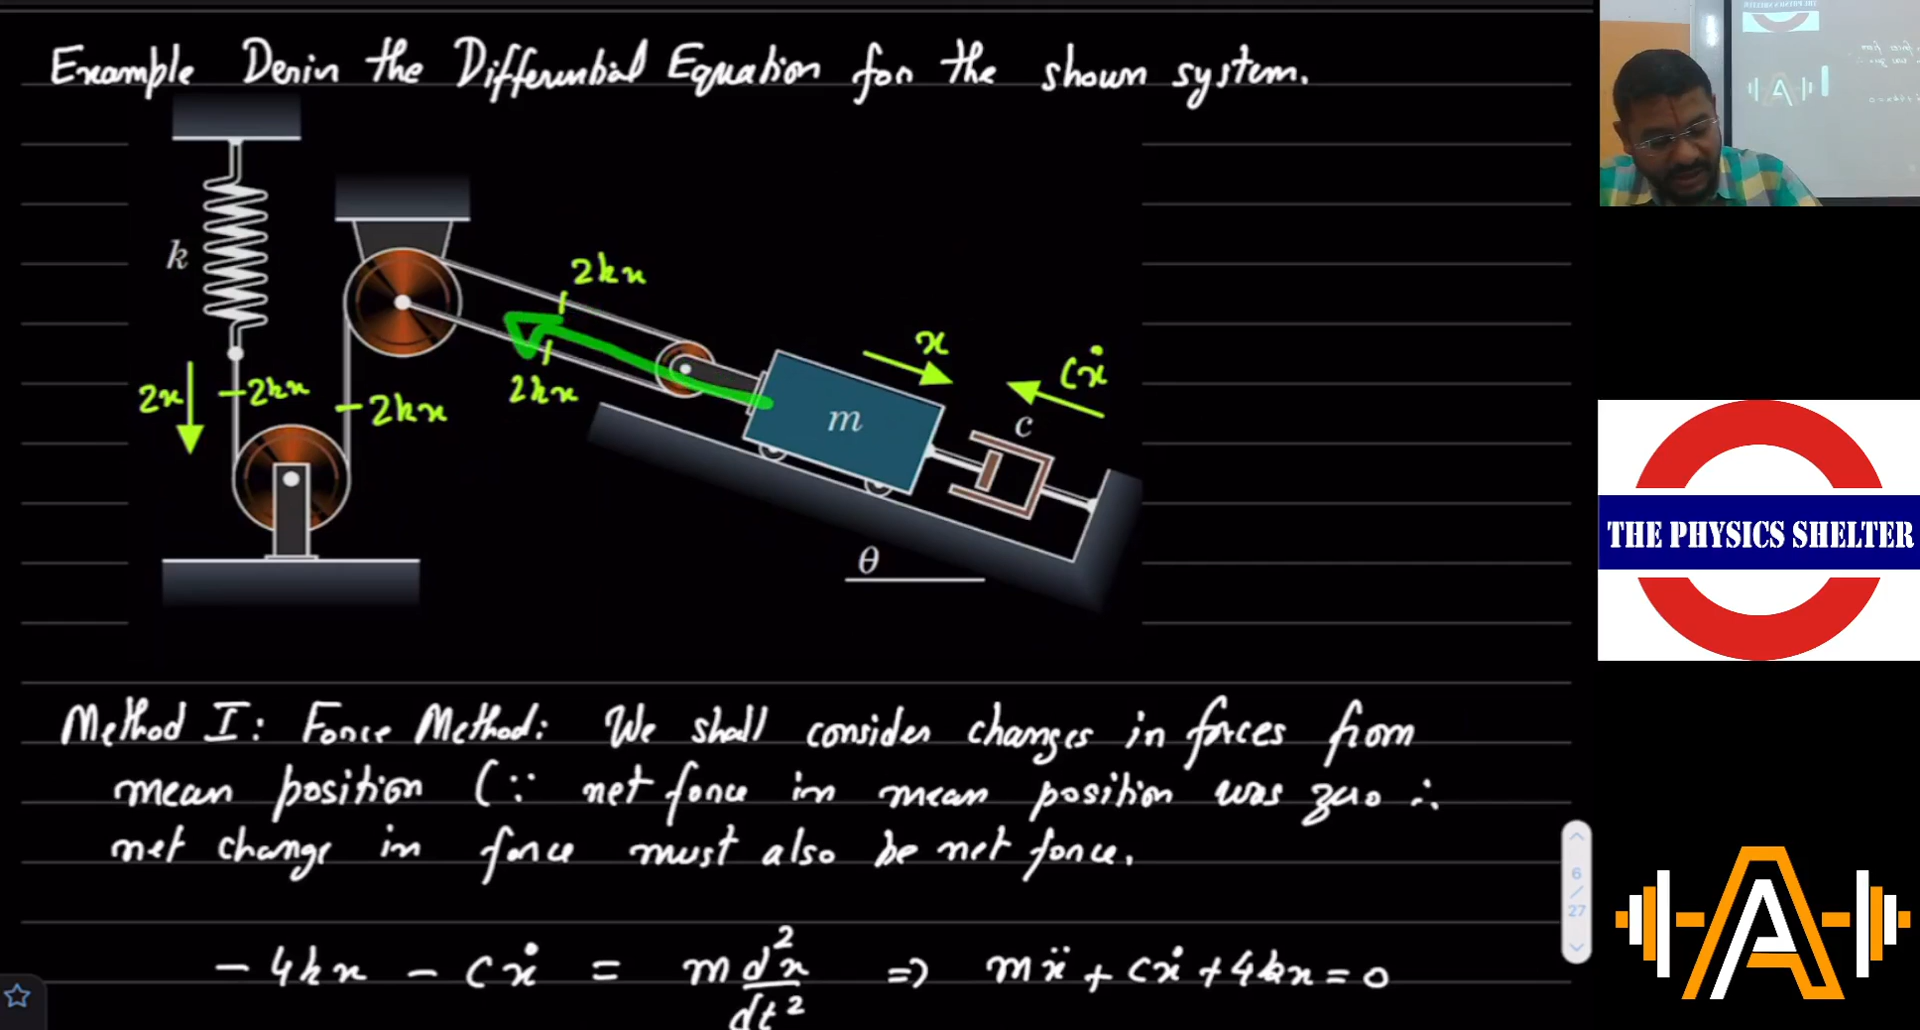 Example Derin the Differential Equation for the shown system.
k
2kx
2kx
2x
2kx
2kx
x
cẋ
c
m
θ
Method I: Force Method: We shall consider changes in forces from
mean position (∵ net force in mean position was zero ∴
net change in force must also be net force.
- 4kx - cẋ = m d²x/dt² => mẍ + cẋ + 4kx = 0
6
/
27
THE PHYSICS SHELTER
A